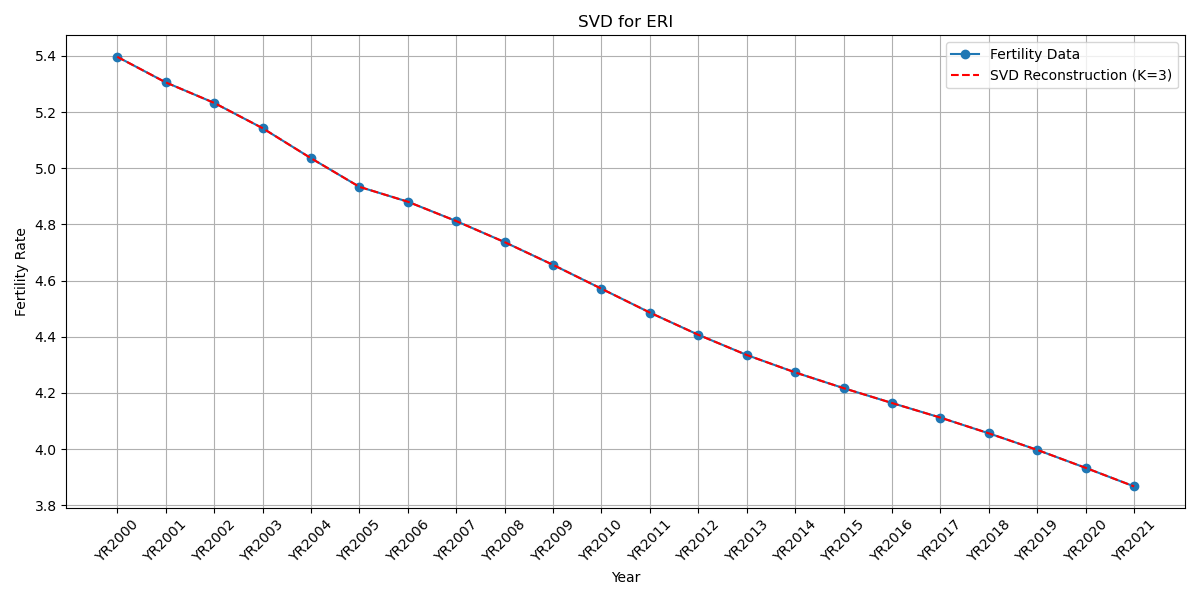 SVD for ERI
Fertility Data
SVD Reconstruction (K=3)
Fertility Rate
5.4
5.2
5.0
4.8
4.6
4.4
4.2
4.0
3.8
YR2000
YR2001
YR2002
YR2003
YR2004
YR2005
YR2006
YR2007
YR2008
YR2009
YR2010
YR2011
YR2012
YR2013
YR2014
YR2015
YR2016
YR2017
YR2018
YR2019
YR2020
YR2021
Year